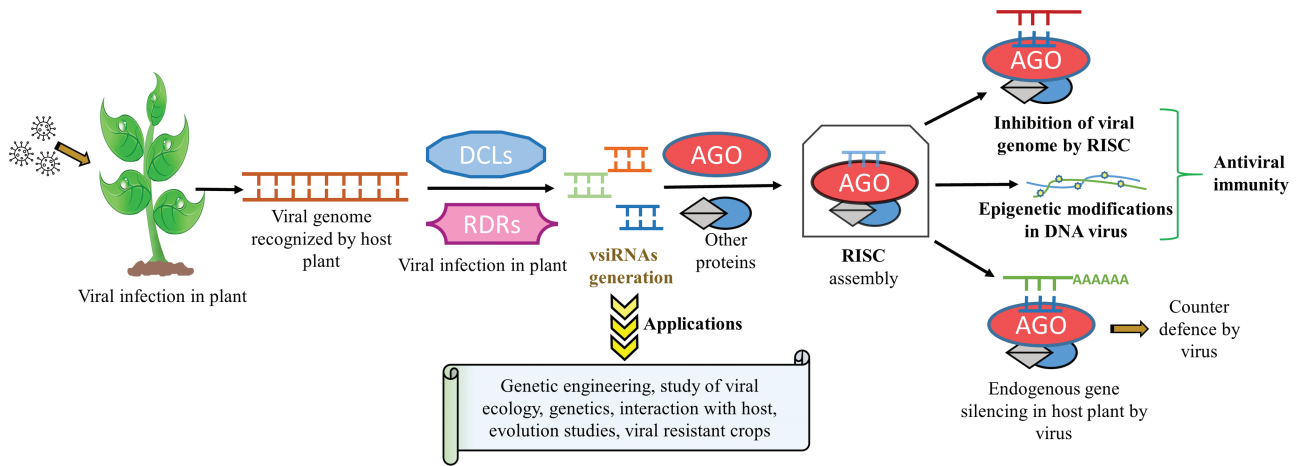 Viral infection in plant
Viral genome
recognized by host
plant
DCLs
RDRs
Viral infection in plant
vsiRNAs
generation
AGO
Other
proteins
Applications
Genetic engineering, study of viral
ecology, genetics, interaction with host,
evolution studies, viral resistant crops
AGO
RISC
assembly
AGO
Inhibition of viral
genome by RISC
Epigenetic modifications
in DNA virus
Antiviral
immunity
AAAAAA
AGO
Endogenous gene
silencing in host plant by
virus
Counter
defence by
virus